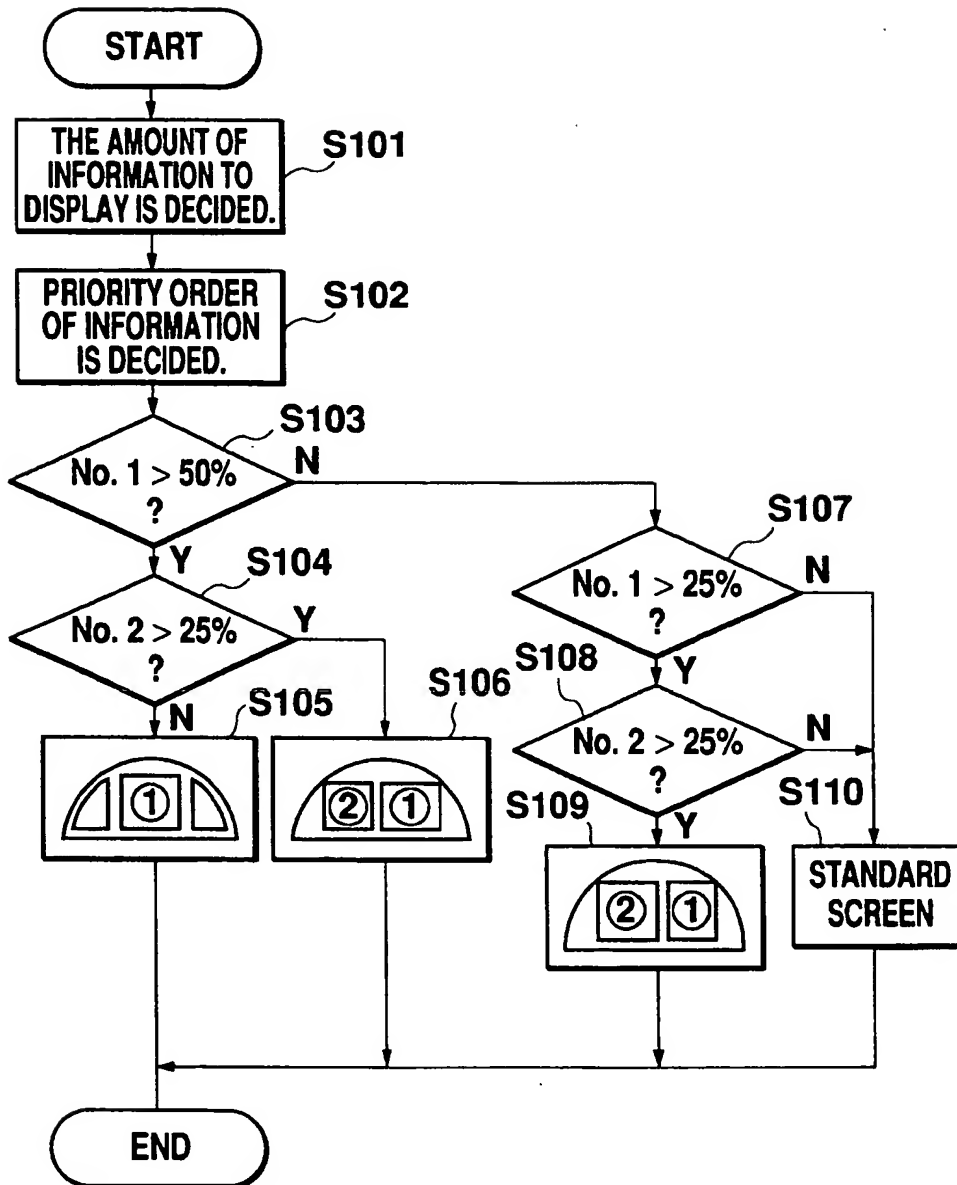 START
THE AMOUNT OF
INFORMATION TO
DISPLAY IS DECIDED.
S101
PRIORITY ORDER
OF INFORMATION
IS DECIDED.
S102
S103
No. 1 > 50%
?
N
Y
S104
No. 2 > 25%
?
Y
N
S107
No. 1 > 25%
?
N
Y
S108
No. 2 > 25%
?
N
Y
S105
①
S106
② ①
S109
② ①
S110
STANDARD
SCREEN
END